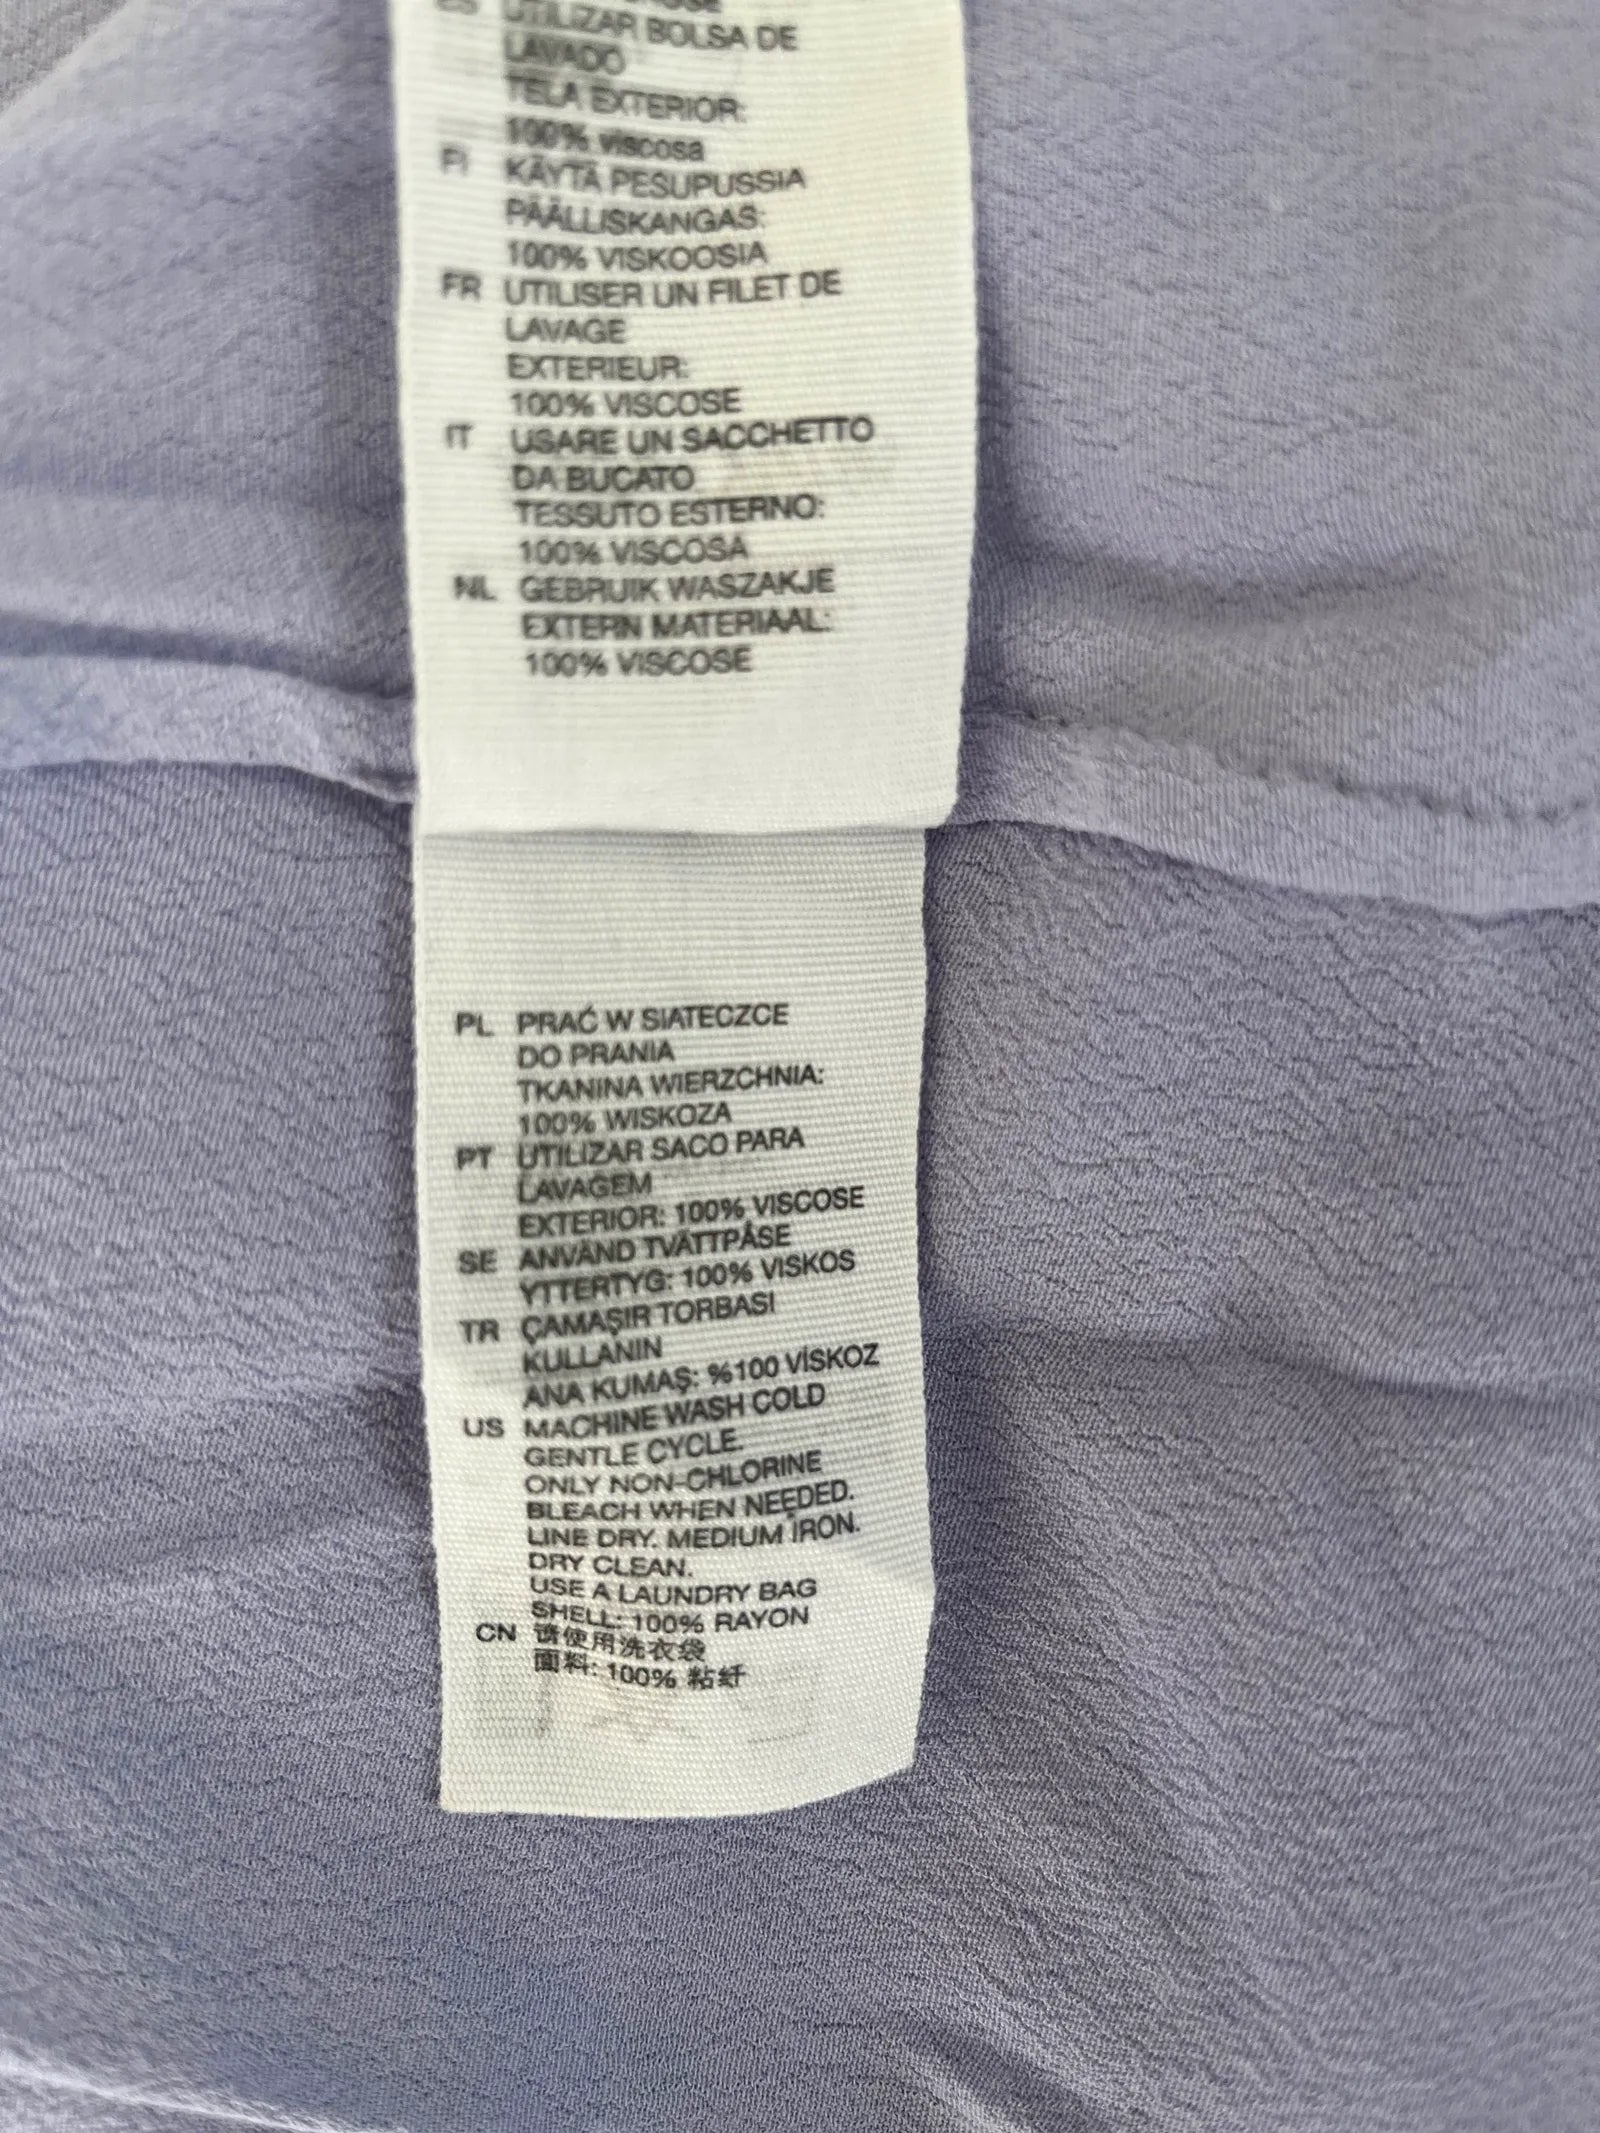 ES UTILIZAR BOLSA DE
LAVADO
TELA EXTERIOR:
100% viscosa
FI KÄYTÄ PESUPUSSIA
PÄÄLLISKANGAS:
100% VISKOOSIA
FR UTILISER UN FILET DE
LAVAGE
EXTERIEUR:
100% VISCOSE
IT USARE UN SACCHETTO
DA BUCATO
TESSUTO ESTERNO:
100% VISCOSA
NL GEBRUIK WASZAKJE
EXTERN MATERIAAL:
100% VISCOSE
PL PRAĆ W SIATECZCE
DO PRANIA
TKANINA WIERZCHNIA:
100% WISKOZA
PT UTILIZAR SACO PARA
LAVAGEM
EXTERIOR: 100% VISCOSE
SE ANVÄND TVÄTTPÅSE
YTTERTYG: 100% VISKOS
TR ÇAMAŞIR TORBASI
KULLANIN
ANA KUMAŞ: %100 VİSKOZ
US MACHINE WASH COLD
GENTLE CYCLE.
ONLY NON-CHLORINE
BLEACH WHEN NEEDED.
LINE DRY. MEDIUM IRON.
DRY CLEAN.
USE A LAUNDRY BAG
SHELL: 100% RAYON
CN 请使用洗衣袋
面料: 100% 粘纤